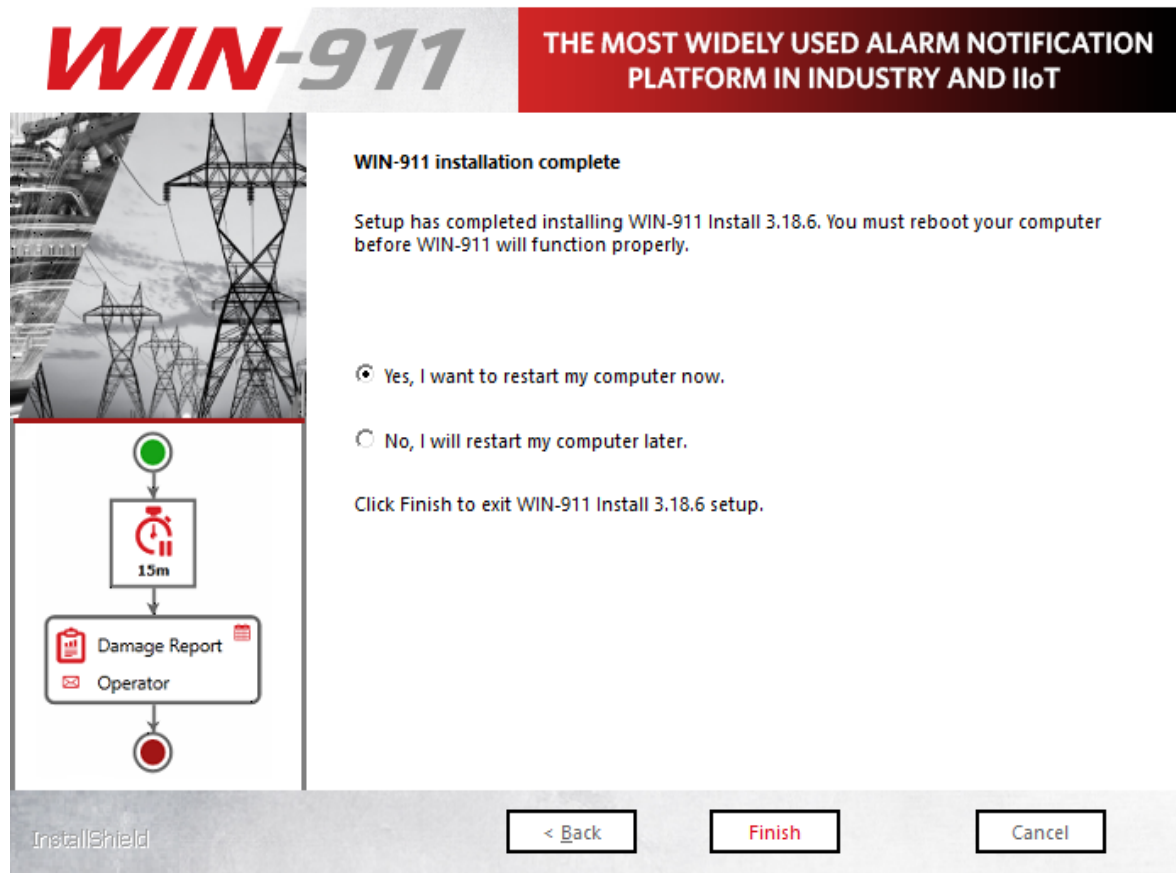 WIN-911
THE MOST WIDELY USED ALARM NOTIFICATION
PLATFORM IN INDUSTRY AND IIoT
WIN-911 installation complete
Setup has completed installing WIN-911 Install 3.18.6. You must reboot your computer
before WIN-911 will function properly.
Yes, I want to restart my computer now.
No, I will restart my computer later.
Click Finish to exit WIN-911 Install 3.18.6 setup.
15m
Damage Report
Operator
InstallShield
< Back
Finish
Cancel